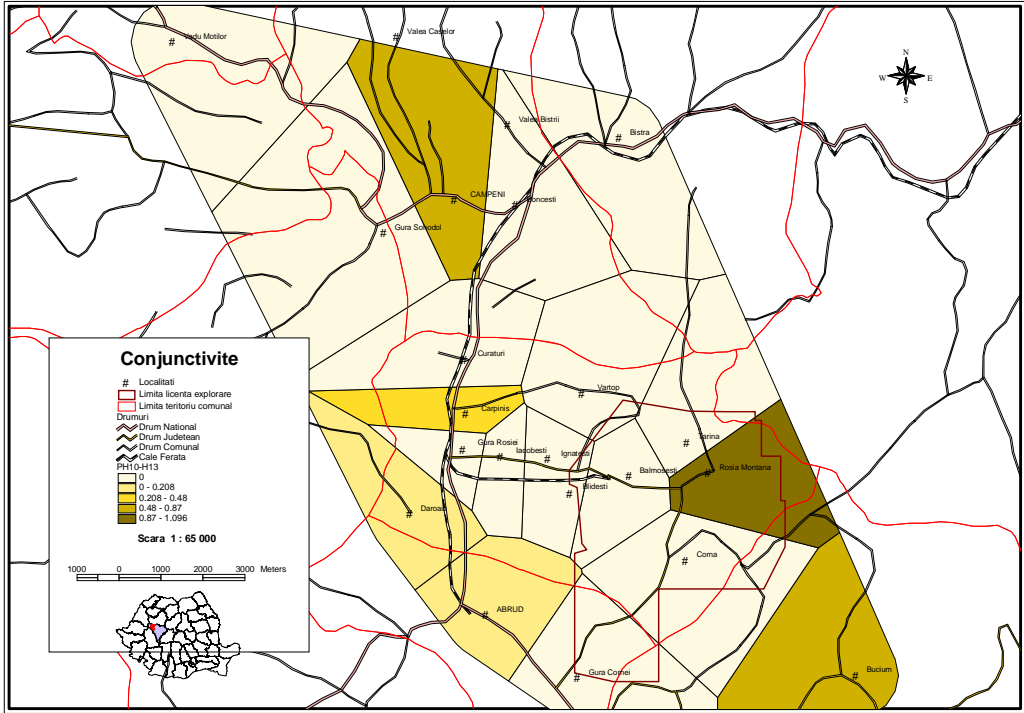 Vadu Motilor
Valea Caselor
N
W
E
S
Valea Bistrii
Bistra
CAMPENI
Boncesti
Gura Sohodol
Curaturi
Vartop
Carpinis
Gura Rosiei
Iacobesti
Ignatesti
Tarina
Balmosesti
Rosia Montana
Blidesti
Daroaia
Corna
ABRUD
Gura Cornei
Bucium
Conjunctivite
# Localitati
Limita licenta explorare
Limita teritoriu comunal
Drumuri
Drum National
Drum Judetean
Drum Comunal
Cale Ferata
PH10-H13
0
0 - 0.208
0.208 - 0.48
0.48 - 0.87
0.87 - 1.096
Scara 1 : 65 000
1000 0 1000 2000 3000 Meters